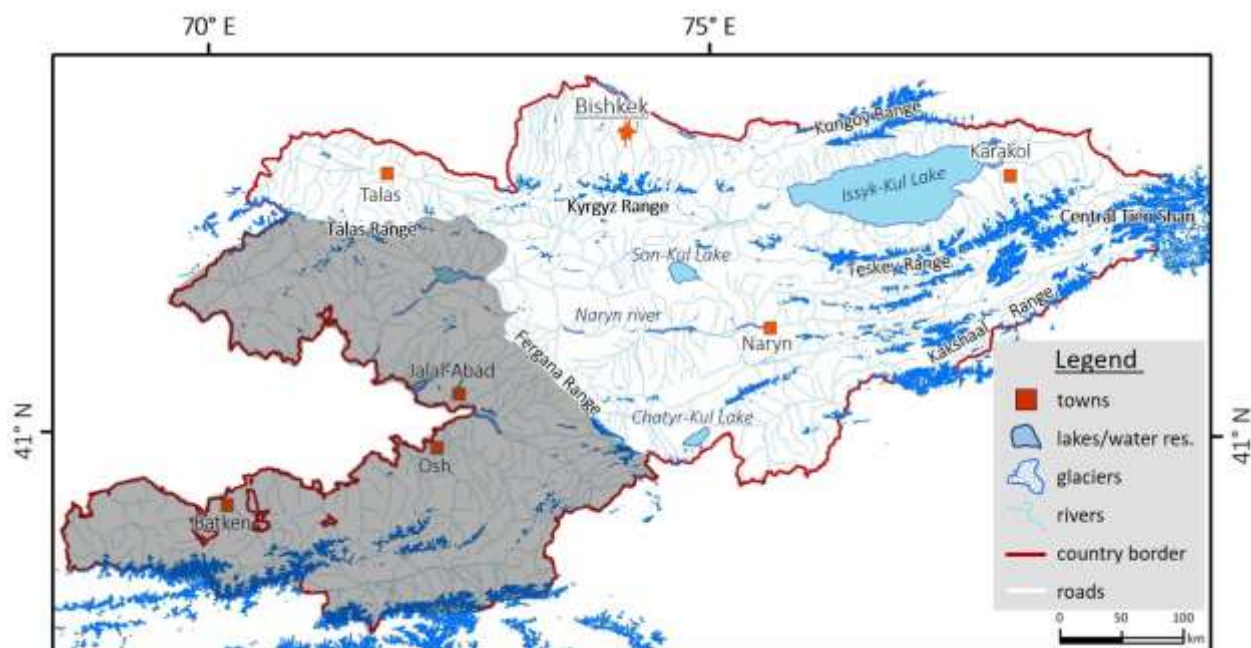 70° E
75° E
Bishkek
Kungoy Range
Karakol
Talas
Issyk-Kul Lake
Kyrgyz Range
Central Tien Shan
Talas Range
Son-Kul Lake
Teskey Range
Naryn river
Naryn
Kakshaal Range
Fergana Range
Jalal-Abad
Chatyr-Kul Lake
41° N
41° N
Osh
Batken
Legend
towns
lakes/water res.
glaciers
rivers
country border
roads
0 50 100
km